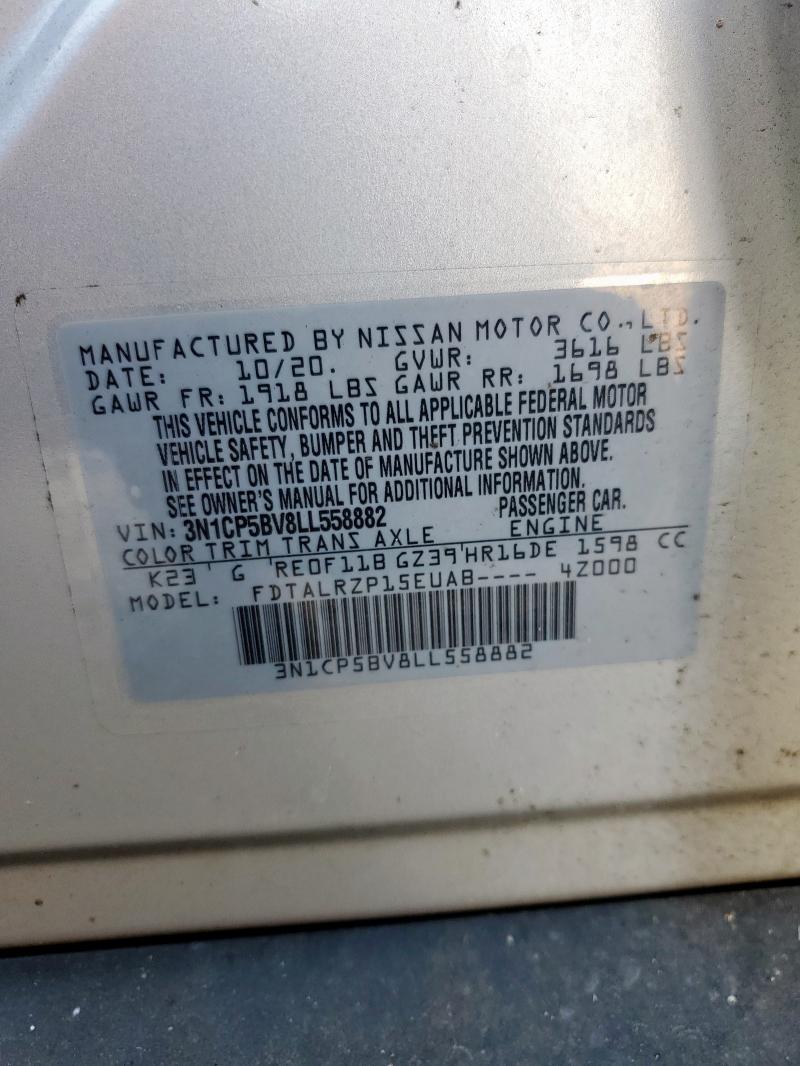 MANUFACTURED BY NISSAN MOTOR CO., LTD.
DATE: 10/20. GVWR: 3616 LBS
GAWR FR: 1918 LBS GAWR RR: 1698 LBS
THIS VEHICLE CONFORMS TO ALL APPLICABLE FEDERAL MOTOR
VEHICLE SAFETY, BUMPER AND THEFT PREVENTION STANDARDS
IN EFFECT ON THE DATE OF MANUFACTURE SHOWN ABOVE.
SEE OWNER'S MANUAL FOR ADDITIONAL INFORMATION.
VIN: 3N1CP5BV8LL558882 PASSENGER CAR.
COLOR TRIM TRANS AXLE ENGINE
K23 G RE0F11B GZ39 HR16DE 1598 CC
MODEL: FDTALRZP15EUAB---- 4Z000
3N1CP5BV8LL558882